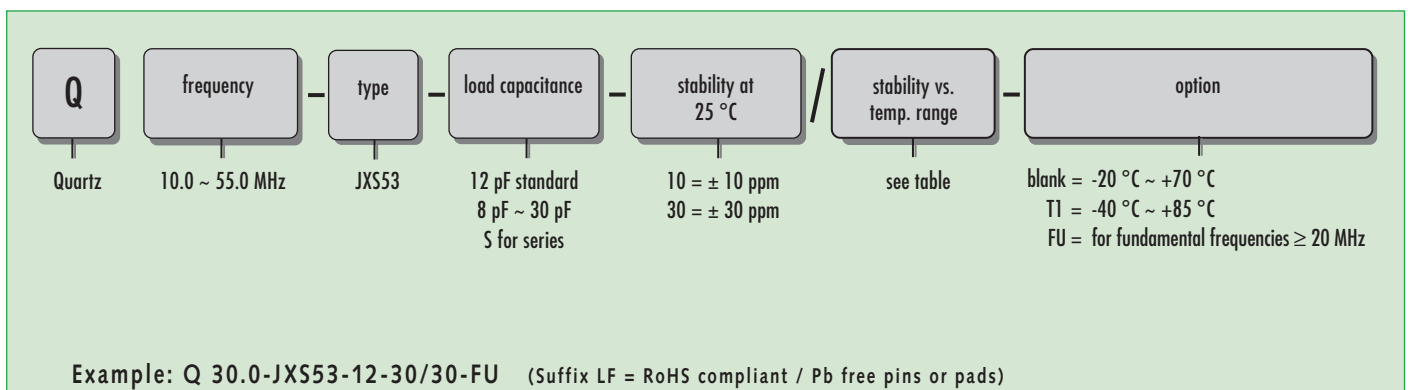 Q
frequency
–
type
–
load capacitance
–
stability at
25 °C
/
stability vs.
temp. range
–
option
Quartz
10.0 ~ 55.0 MHz
JXS53
12 pF standard
8 pF ~ 30 pF
S for series
10 = ± 10 ppm
30 = ± 30 ppm
see table
blank = -20 °C ~ +70 °C
T1 = -40 °C ~ +85 °C
FU = for fundamental frequencies ≥ 20 MHz
Example: Q 30.0-JXS53-12-30/30-FU (Suffix LF = RoHS compliant / Pb free pins or pads)